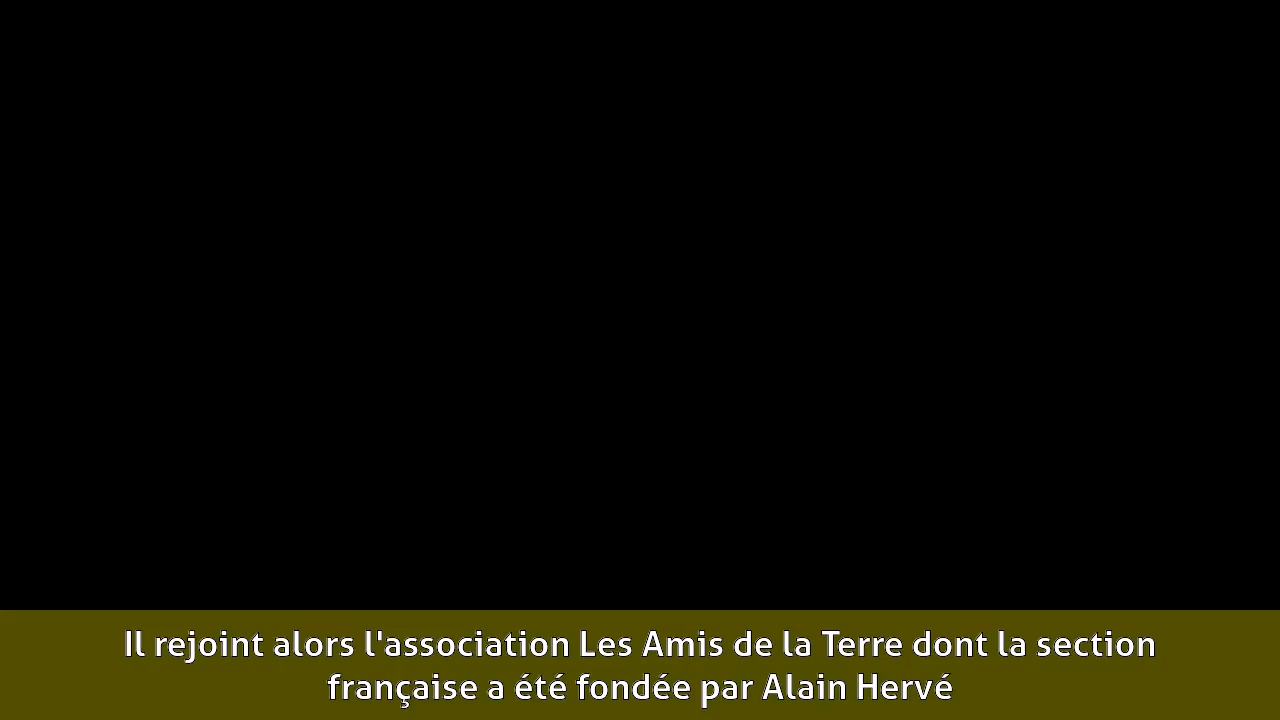 Il rejoint alors l'association Les Amis de la Terre dont la section
française a été fondée par Alain Hervé